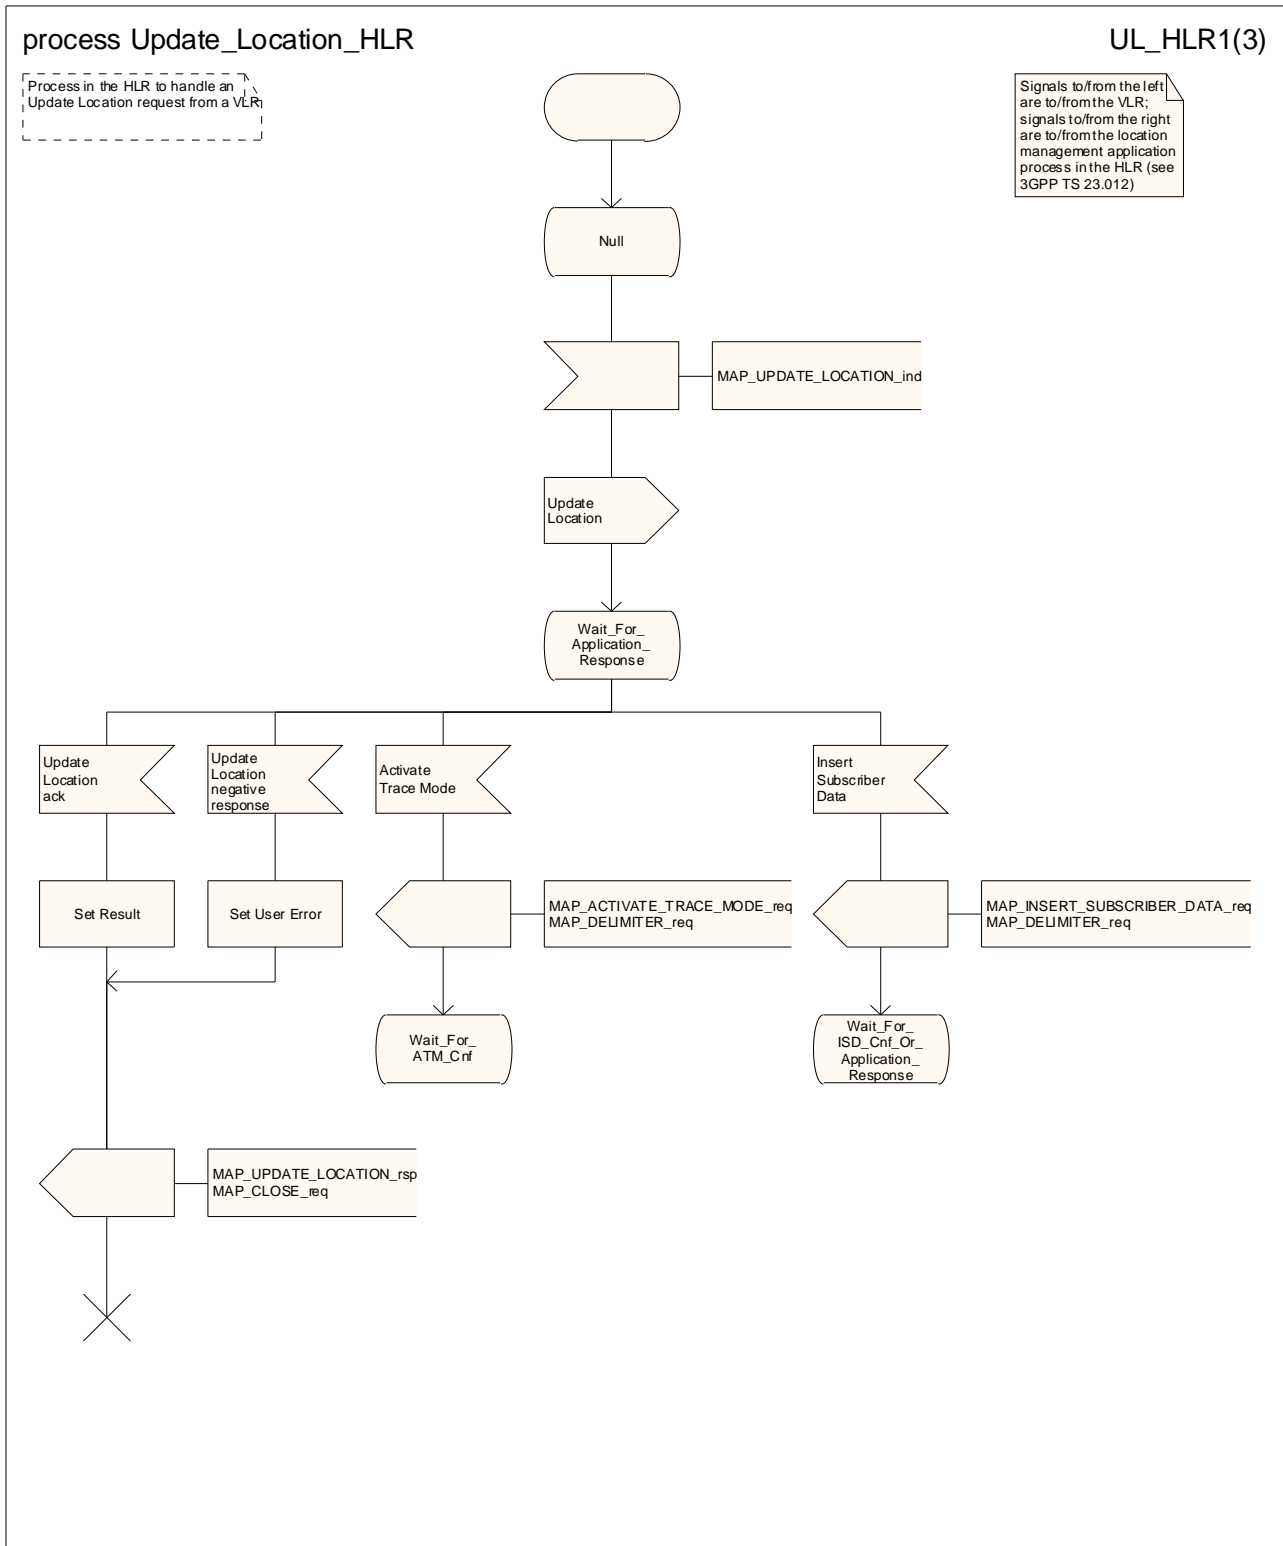 process Update_Location_HLR
UL_HLR1(3)
Process in the HLR to handle an
Update Location request from a VLR
Signals to/from the left
are to/from the VLR;
signals to/from the right
are to/from the location
management application
process in the HLR (see
3GPP TS 23.012)
Null
MAP_UPDATE_LOCATION_ind
Update
Location
Wait_For_
Application_
Response
Update
Location
ack
Update
Location
negative
response
Activate
Trace Mode
Insert
Subscriber
Data
Set Result
Set User Error
MAP_ACTIVATE_TRACE_MODE_req
MAP_DELIMITER_req
MAP_INSERT_SUBSCRIBER_DATA_req
MAP_DELIMITER_req
Wait_For_
ATM_Cnf
Wait_For_
ISD_Cnf_Or_
Application_
Response
MAP_UPDATE_LOCATION_rsp
MAP_CLOSE_req